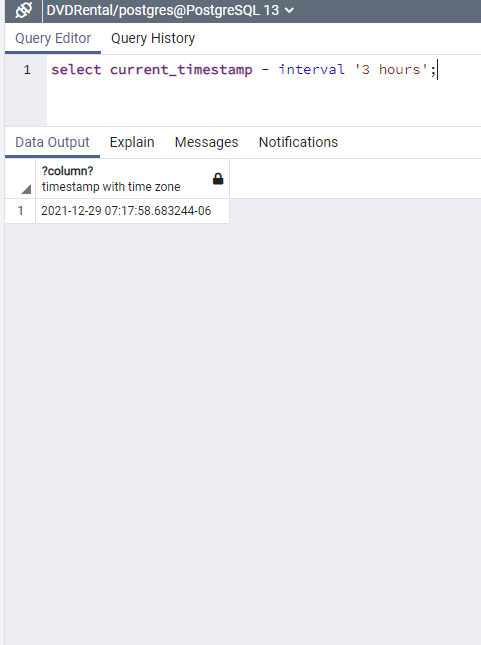 DVDRental/postgres@PostgreSQL 13
Query Editor Query History
1 select current_timestamp - interval '3 hours';
Data Output Explain Messages Notifications
?column?
timestamp with time zone
1 2021-12-29 07:17:58.683244-06